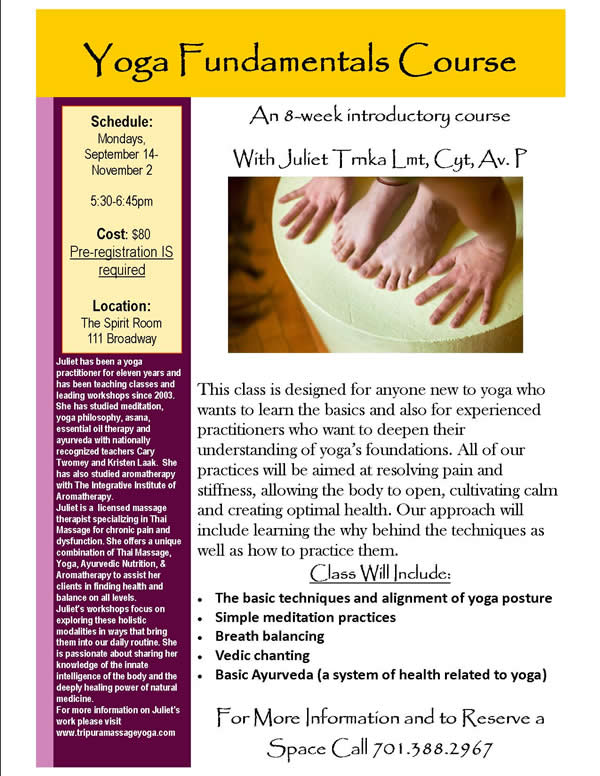 Yoga Fundamentals Course
Schedule:
Mondays,
September 14-
November 2
5:30-6:45pm
Cost: $80
Pre-registration IS
required
Location:
The Spirit Room
111 Broadway
Juliet has been a yoga
practitioner for eleven years and
has been teaching classes and
leading workshops since 2003.
She has studied meditation,
yoga philosophy, asana,
essential oil therapy and
ayurveda with nationally
recognized teachers Cary
Twomey and Kristen Laak. She
has also studied aromatherapy
with The Integrative Institute of
Aromatherapy.
Juliet is a licensed massage
therapist specializing in Thai
Massage for chronic pain and
dysfunction. She offers a unique
combination of Thai Massage,
Yoga, Ayurvedic Nutrition, &
Aromatherapy to assist her
clients in finding health and
balance on all levels.
Juliet's workshops focus on
exploring these holistic
modalities in ways that bring
them into our daily routine. She
is passionate about sharing her
knowledge of the innate
intelligence of the body and the
deeply healing power of natural
medicine.
For more information on Juliet's
work please visit
www.tripuramassageyoga.com
An 8-week introductory course
With Juliet Trnka Lmt, Cyt, Av. P
This class is designed for anyone new to yoga who
wants to learn the basics and also for experienced
practitioners who want to deepen their
understanding of yoga's foundations. All of our
practices will be aimed at resolving pain and
stiffness, allowing the body to open, cultivating calm
and creating optimal health. Our approach will
include learning the why behind the techniques as
well as how to practice them.
Class Will Include:
• The basic techniques and alignment of yoga posture
• Simple meditation practices
• Breath balancing
• Vedic chanting
• Basic Ayurveda (a system of health related to yoga)
For More Information and to Reserve a
Space Call 701.388.2967